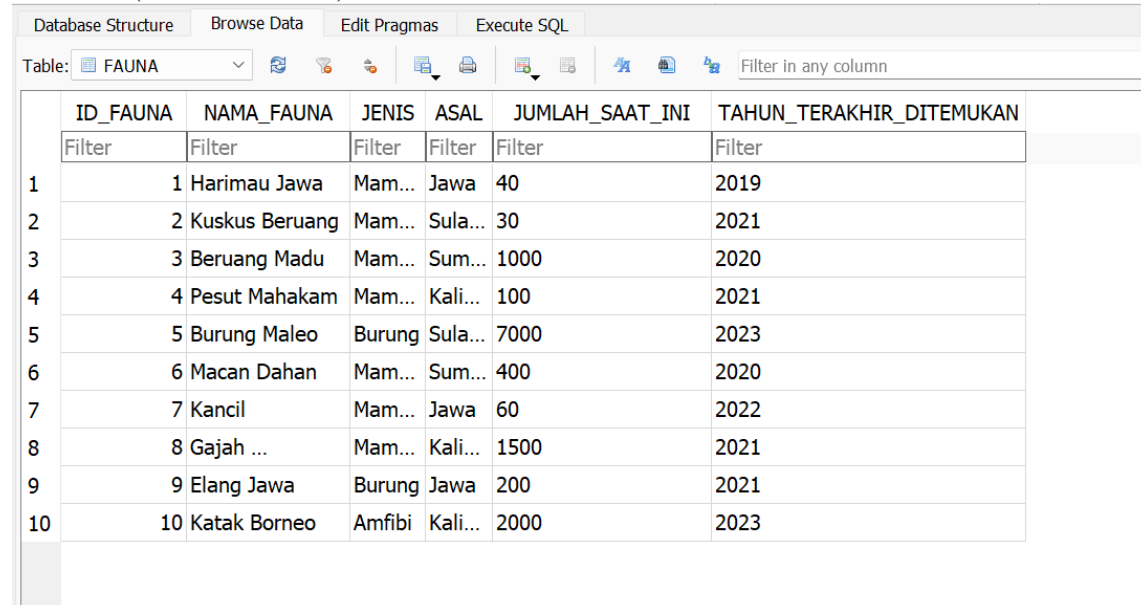 Database Structure Browse Data Edit Pragmas Execute SQL
Table: FAUNA Filter in any column
ID_FAUNA NAMA_FAUNA JENIS ASAL JUMLAH_SAAT_INI TAHUN_TERAKHIR_DITEMUKAN
Filter Filter Filter Filter Filter Filter
1 1 Harimau Jawa Mam... Jawa 40 2019
2 2 Kuskus Beruang Mam... Sula... 30 2021
3 3 Beruang Madu Mam... Sum... 1000 2020
4 4 Pesut Mahakam Mam... Kali... 100 2021
5 5 Burung Maleo Burung Sula... 7000 2023
6 6 Macan Dahan Mam... Sum... 400 2020
7 7 Kancil Mam... Jawa 60 2022
8 8 Gajah ... Mam... Kali... 1500 2021
9 9 Elang Jawa Burung Jawa 200 2021
10 10 Katak Borneo Amfibi Kali... 2000 2023